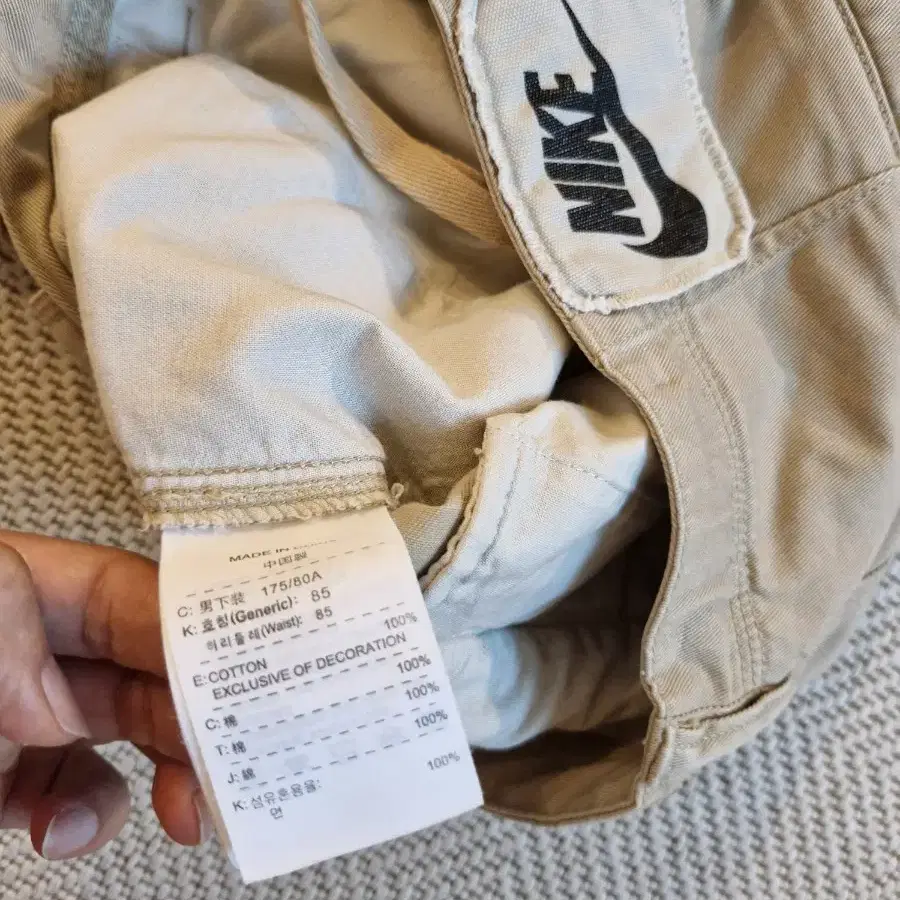 NIKE
MADE IN CHINA
中国製
C: 男下装 175/80A
K: 호칭(Generic): 85
허리둘레(Waist): 85
E:COTTON 100%
EXCLUSIVE OF DECORATION
C: 棉 100%
T: 棉 100%
J: 綿 100%
K: 섬유혼용율: 100%
면